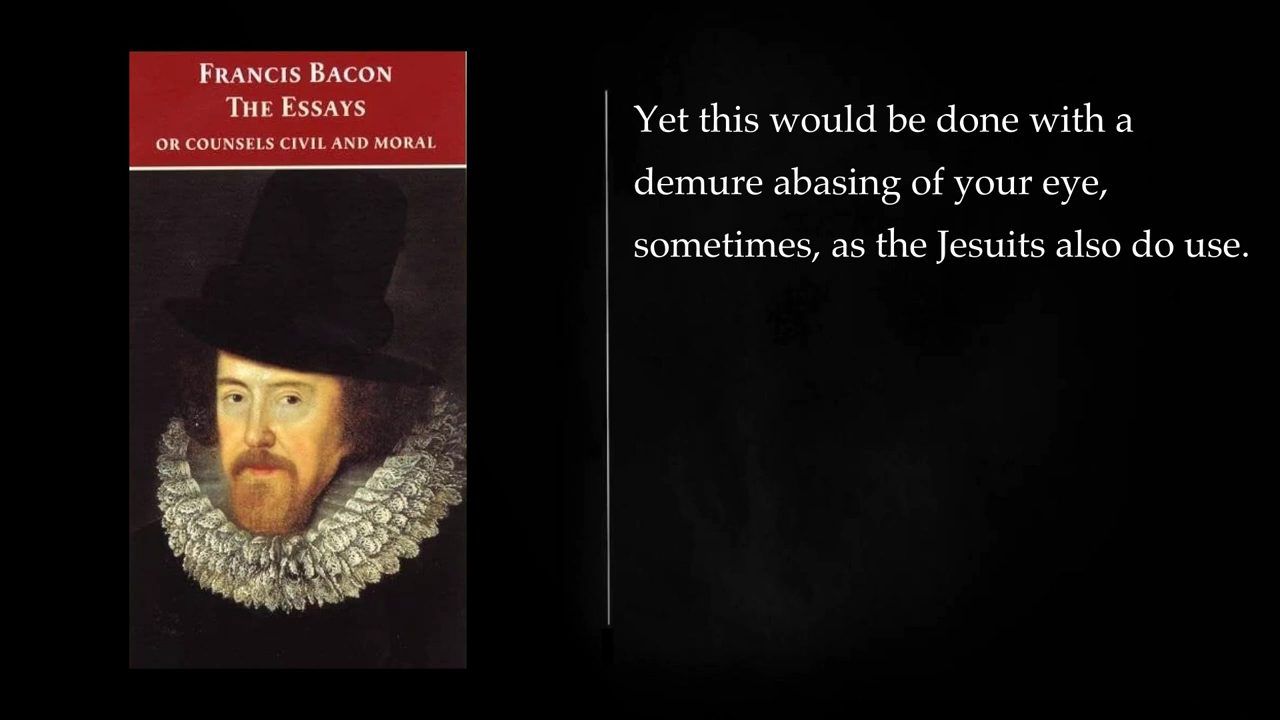 FRANCIS BACON
THE ESSAYS
OR COUNSELS CIVIL AND MORAL
Yet this would be done with a
demure abasing of your eye,
sometimes, as the Jesuits also do use.